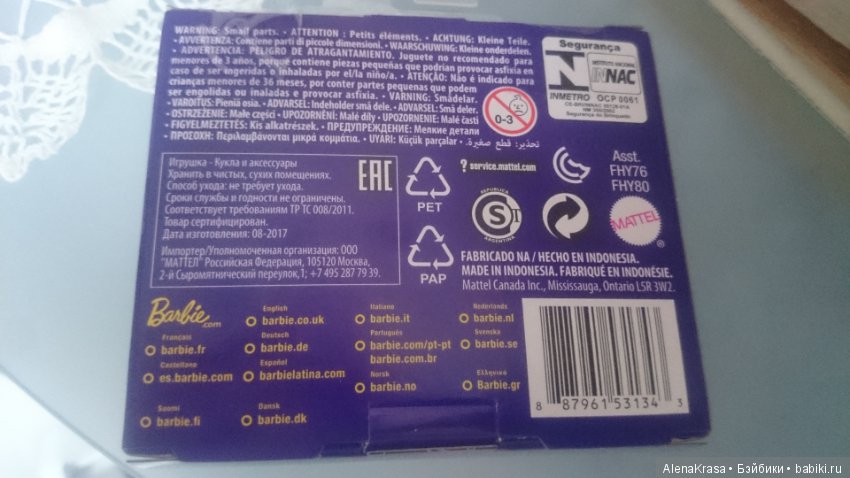 WARNING: Small parts. • ATTENTION : Petits éléments. • ACHTUNG: Kleine Teile.
• AVVERTENZA: Contiene parti di piccole dimensioni. • WAARSCHUWING: Kleine onderdelen.
• ADVERTENCIA: PELIGRO DE ATRAGANTAMIENTO. Juguete no recomendado para
menores de 3 años, porque contiene piezas pequeñas que podrían provocar asfixia en
caso de ser ingeridas o inhaladas por el/la niño/a. • ATENÇÃO: Não é indicado para
crianças menores de 36 meses, por conter partes pequenas que podem
ser engolidas ou inaladas e provocar asfixia. • VARNING: Smådelar.
• VAROITUS: Pieniä osia. • ADVARSEL: Indeholder små dele. • ADVARSEL: Små deler.
• OSTRZEŻENIE: Małe części • UPOZORNĚNÍ: Malé díly • UPOZORNENIE: Malé časti
• FIGYELMEZTETÉS: Kis alkatrészek. • ПРЕДУПРЕЖДЕНИЕ: Мелкие детали
• ΠΡΟΣΟΧΗ: Περιλαμβάνονται μικρά κομμάτια. • UYARI: Küçük parçalar • تحذير: قطع صغيرة.
0-3
Segurança
INSTITUTO NACIONAL
INNAC
INMETRO OCP 0061
Segurança do Brinquedo
Игрушка - Кукла и аксессуары
Хранить в чистых, сухих помещениях.
Способ ухода: не требует ухода.
Сроки службы и годности не ограничены.
Соответствует требованиям ТР ТС 008/2011.
Товар сертифицирован.
Дата изготовления: 08-2017
Импортер/Уполномоченная организация: ООО
"МАТТЕЛ" Российская Федерация, 105120 Москва,
2-й Сыромятнический переулок,1; +7 495 287 79 39.
EAC
PET
PAP
? service.mattel.com
REPUBLICA
S
ARGENTINA
Asst.
FHY76
FHY80
MATTEL
®
FABRICADO NA / HECHO EN INDONESIA.
MADE IN INDONESIA. FABRIQUÉ EN INDONÉSIE.
Mattel Canada Inc., Mississauga, Ontario L5R 3W2.
Barbie.com
English
barbie.co.uk
Italiano
barbie.it
Nederlands
barbie.nl
Français
barbie.fr
Deutsch
barbie.de
Português
barbie.com/pt-pt
barbie.com.br
Svenska
barbie.se
Castellano
es.barbie.com
Español
barbielatina.com
Norsk
barbie.no
Ελληνικά
Barbie.gr
Suomi
barbie.fi
Dansk
barbie.dk
8 87961 53134 3
AlenaKrasa • Бэйбики • babiki.ru